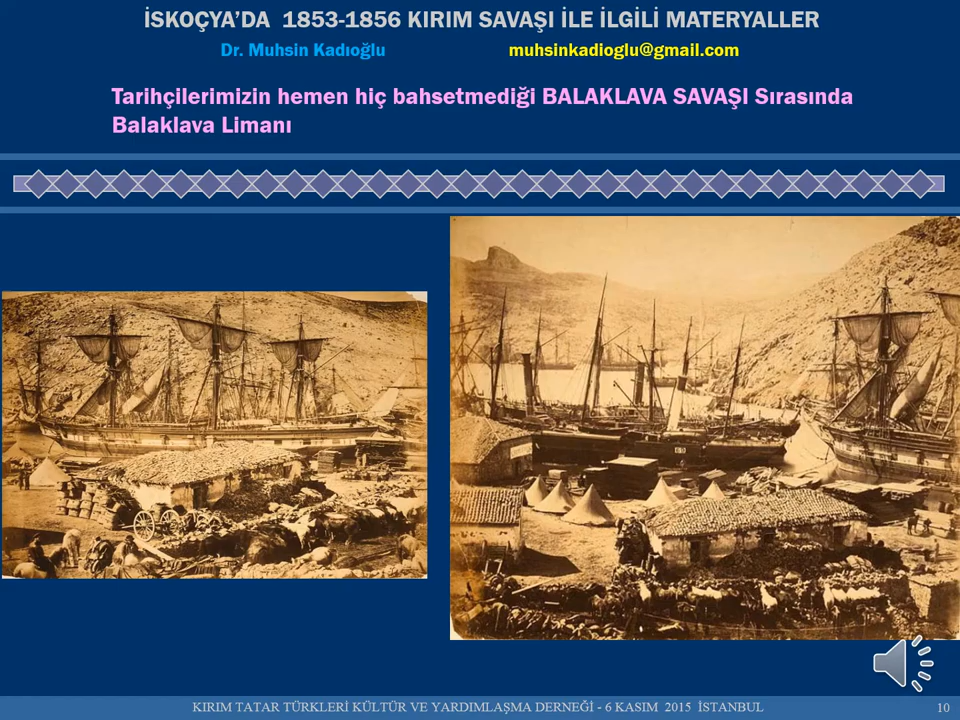 İSKOÇYA'DA 1853-1856 KIRIM SAVAŞI İLE İLGİLİ MATERYALLER
Dr. Muhsin Kadıoğlu muhsinkadioglu@gmail.com
Tarihçilerimizin hemen hiç bahsetmediği BALAKLAVA SAVAŞI Sırasında
Balaklava Limanı
60
KIRIM TATAR TÜRKLERİ KÜLTÜR VE YARDIMLAŞMA DERNEĞİ - 6 KASIM 2015 İSTANBUL 10